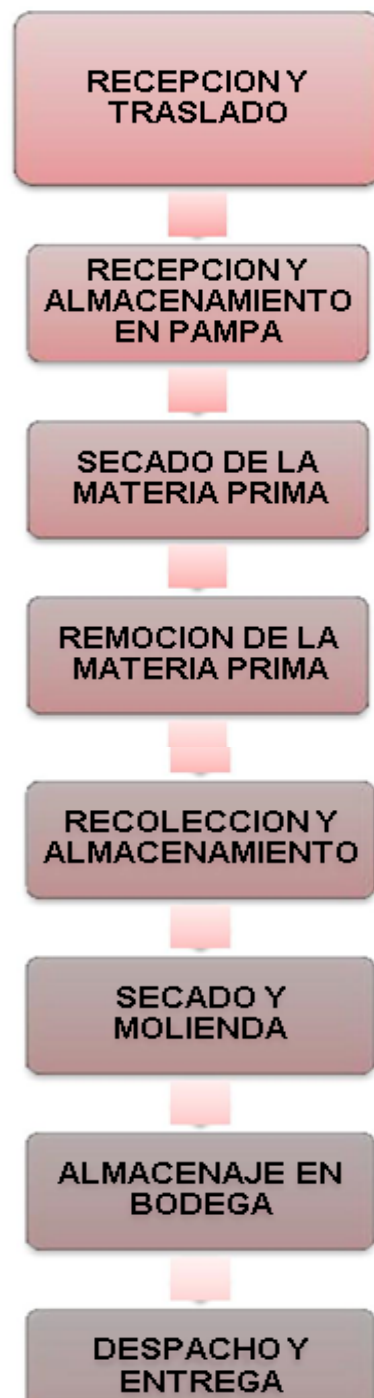 RECEPCION Y
TRASLADO
RECEPCION Y
ALMACENAMIENTO
EN PAMPA
SECADO DE LA
MATERIA PRIMA
REMOCION DE LA
MATERIA PRIMA
RECOLECCION Y
ALMACENAMIENTO
SECADO Y
MOLIENDA
ALMACENAJE EN
BODEGA
DESPACHO Y
ENTREGA